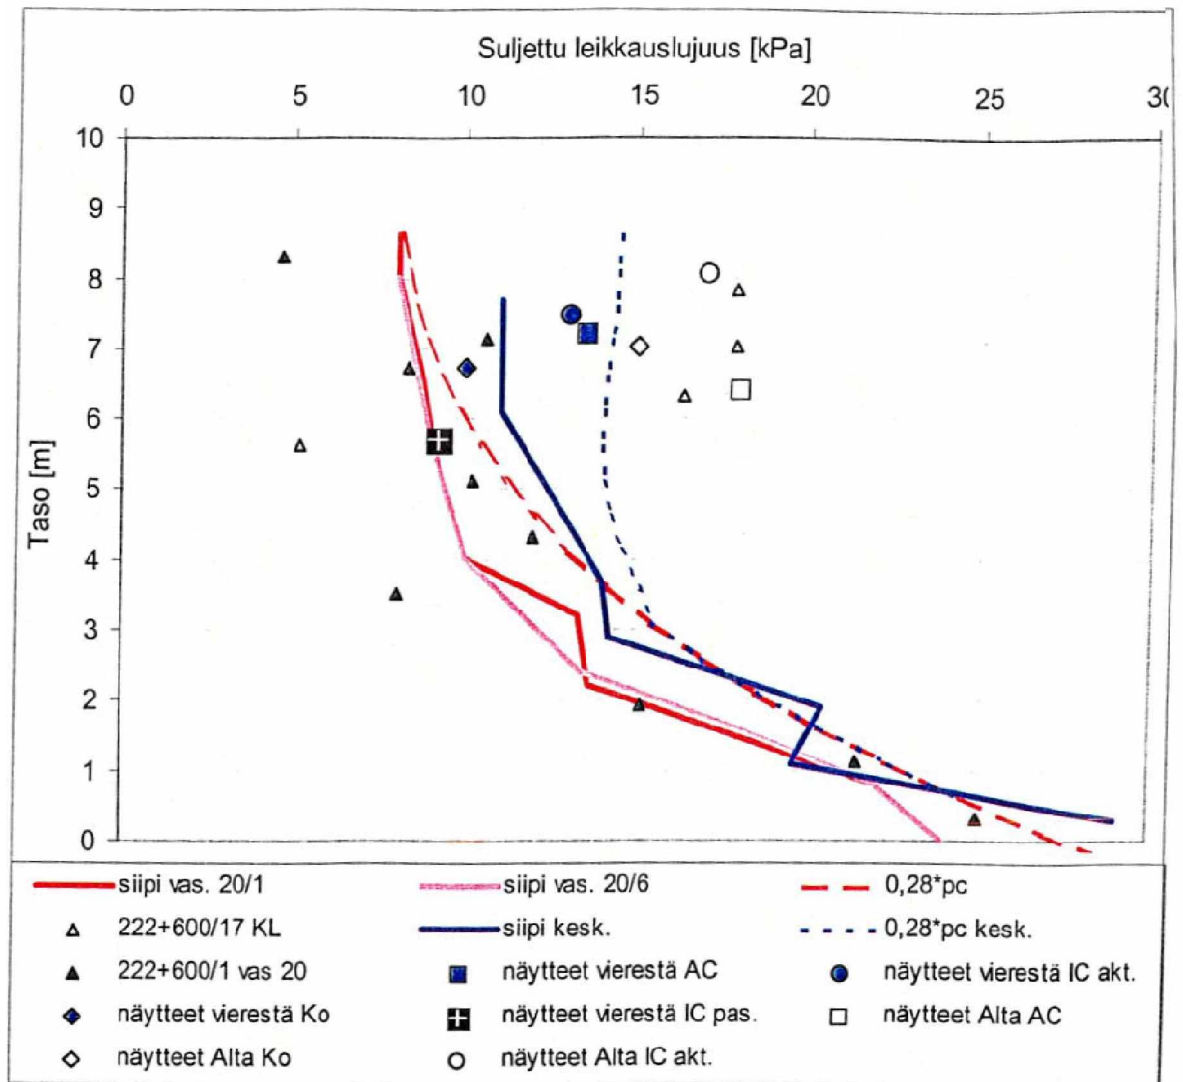 Suljettu leikkauslujuus [kPa]
0 5 10 15 20 25 30
10
9
8
7
6
5
4
3
2
1
0
Taso [m]
siipi vas. 20/1 siipi vas. 20/6 0,28*pc
222+600/17 KL siipi kesk. 0,28*pc kesk.
222+600/1 vas 20 näytteet vierestä AC näytteet vierestä IC akt.
näytteet vierestä Ko näytteet vierestä IC pas. näytteet Alta AC
näytteet Alta Ko näytteet Alta IC akt.